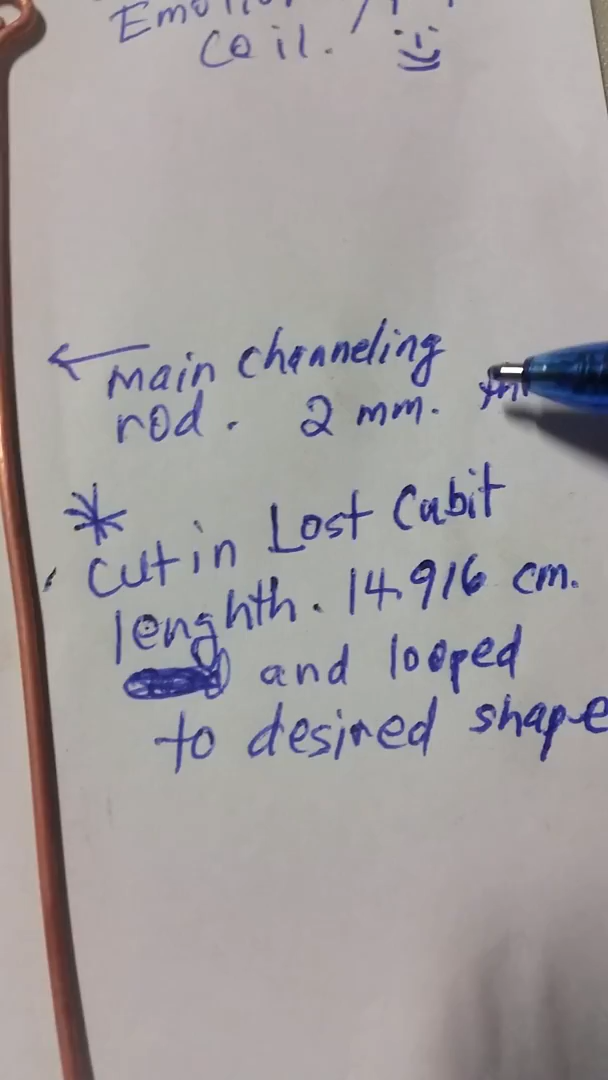 coil.
main channeling
rod. 2 mm.
*
cut in Lost Cubit
lenghth. 14.916 cm.
and looped
to desired shape